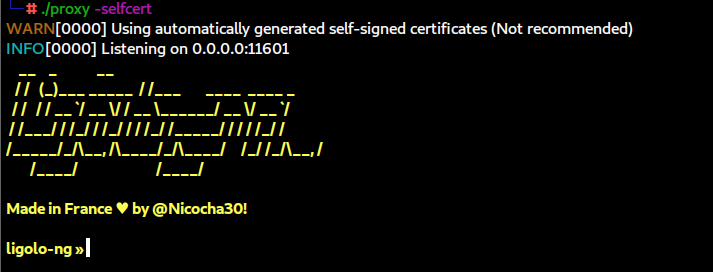 └─# ./proxy -selfcert
WARN[0000] Using automatically generated self-signed certificates (Not recommended)
INFO[0000] Listening on 0.0.0.0:11601
Made in France ♥ by @Nicocha30!
ligolo-ng »